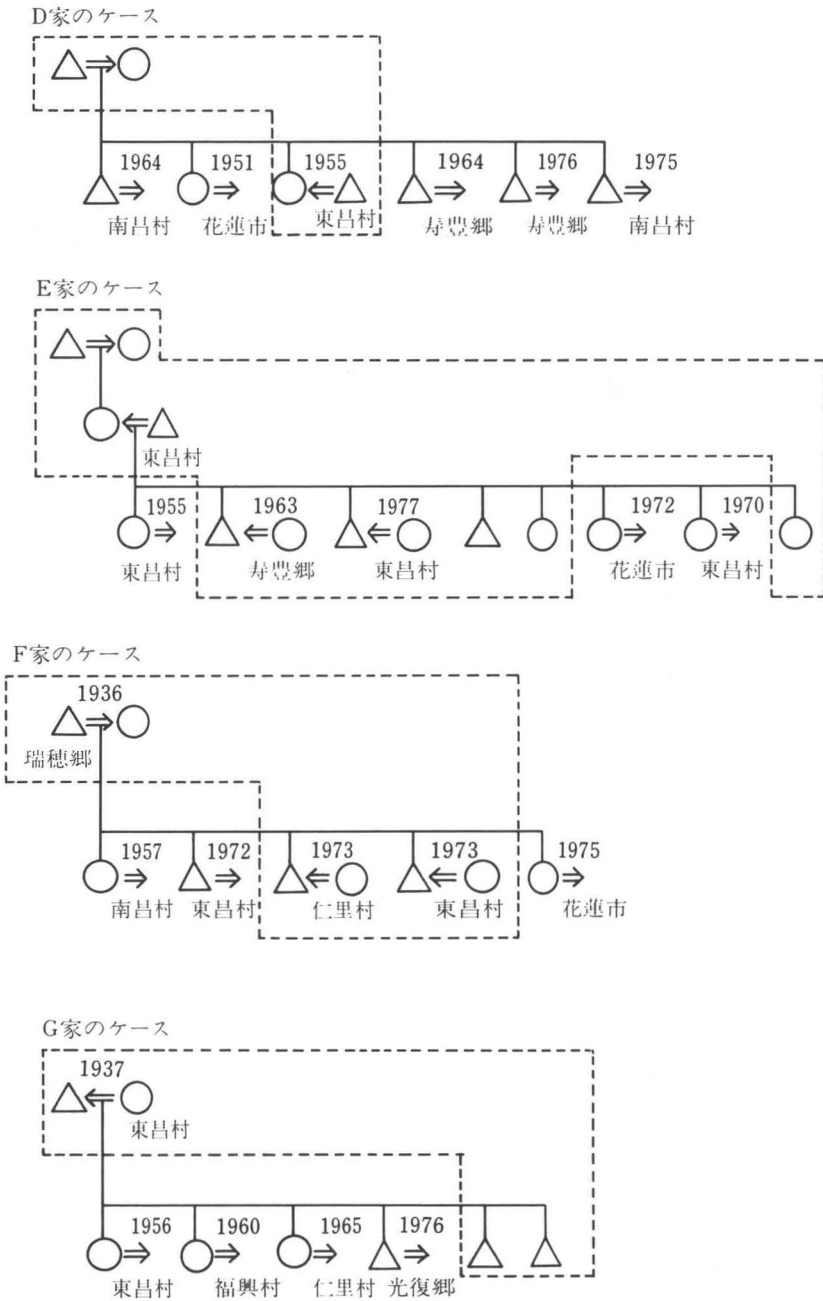 D家のケース
1964 1951 1955 1964 1976 1975
南昌村 花蓮市 東昌村 寿豊郷 寿豊郷 南昌村
E家のケース
東昌村
1955 1963 1977 1972 1970
東昌村 寿豊郷 東昌村 花蓮市 東昌村
F家のケース
1936
瑞穂郷
1957 1972 1973 1973 1975
南昌村 東昌村 仁里村 東昌村 花蓮市
G家のケース
1937
東昌村
1956 1960 1965 1976
東昌村 福興村 仁里村 光復郷